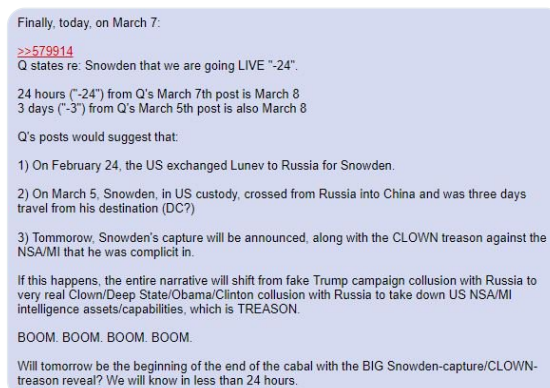 Finally, today, on March 7:
>>579914
Q states re: Snowden that we are going LIVE "-24".
24 hours ("-24") from Q's March 7th post is March 8
3 days ("-3") from Q's March 5th post is also March 8
Q's posts would suggest that:
1) On February 24, the US exchanged Lunev to Russia for Snowden.
2) On March 5, Snowden, in US custody, crossed from Russia into China and was three days
travel from his destination (DC?)
3) Tommorow, Snowden's capture will be announced, along with the CLOWN treason against the
NSA/MI that he was complicit in.
If this happens, the entire narrative will shift from fake Trump campaign collusion with Russia to
very real Clown/Deep State/Obama/Clinton collusion with Russia to take down US NSA/MI
intelligence assets/capabilities, which is TREASON.
BOOM. BOOM. BOOM. BOOM.
Will tomorrow be the beginning of the end of the cabal with the BIG Snowden-capture/CLOWN-
treason reveal? We will know in less than 24 hours.